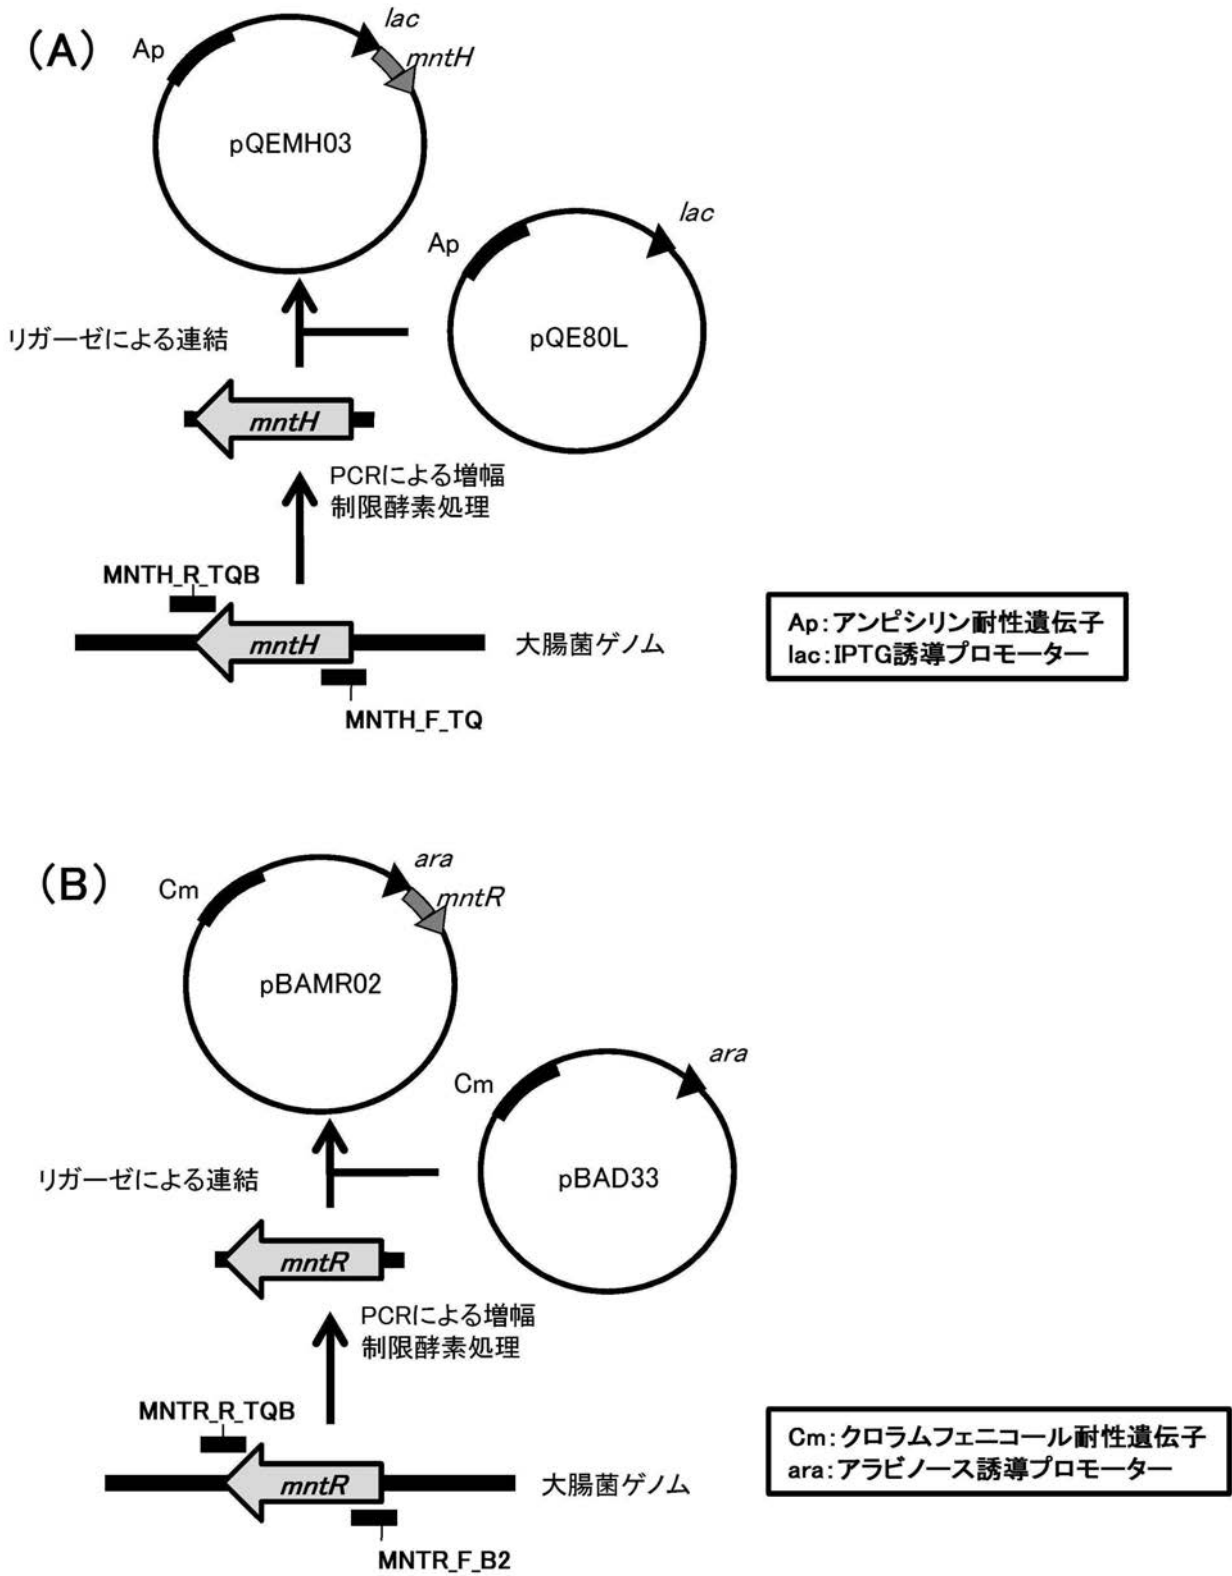 (A)
Ap
lac
mntH
pQEMH03
lac
Ap
pQE80L
リガーゼによる連結
mntH
PCRによる増幅
制限酵素処理
MNTH_R_TQB
mntH
大腸菌ゲノム
MNTH_F_TQ
Ap:アンピシリン耐性遺伝子
lac:IPTG誘導プロモーター
(B)
Cm
ara
mntR
pBAMR02
ara
Cm
pBAD33
リガーゼによる連結
mntR
PCRによる増幅
制限酵素処理
MNTR_R_TQB
mntR
大腸菌ゲノム
MNTR_F_B2
Cm:クロラムフェニコール耐性遺伝子
ara:アラビノース誘導プロモーター